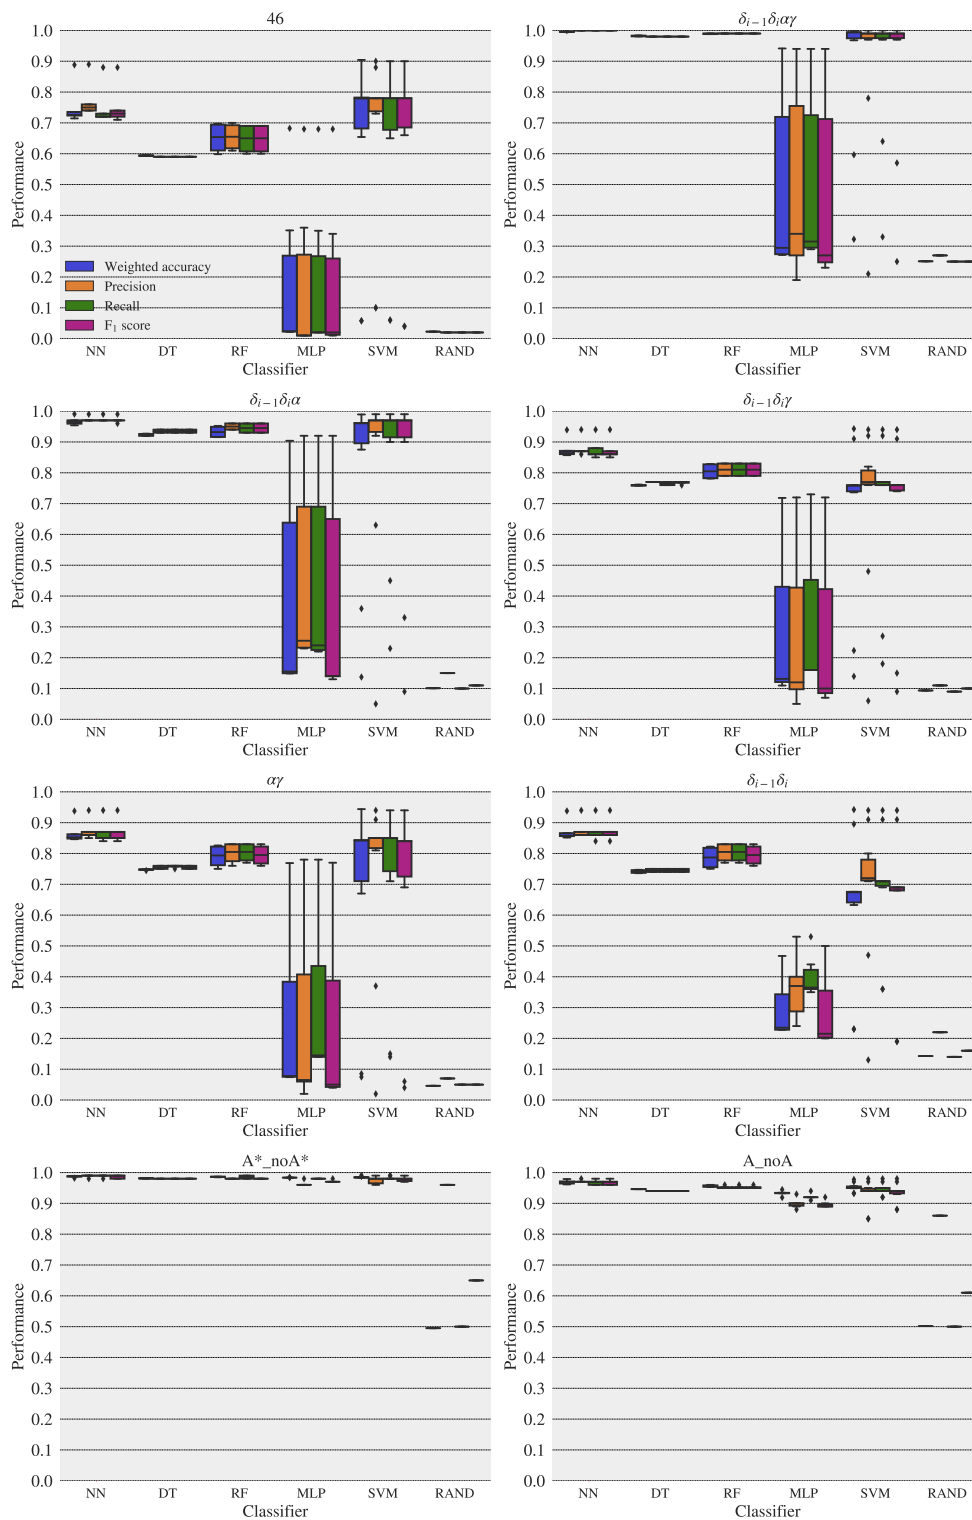 46
1.0
0.9
0.8
0.7
0.6
0.5
0.4
0.3
0.2
0.1
0.0
Performance
Weighted accuracy
Precision
Recall
F₁ score
NN DT RF MLP SVM RAND
Classifier
δᵢ₋₁δᵢαγ
1.0
0.9
0.8
0.7
0.6
0.5
0.4
0.3
0.2
0.1
0.0
Performance
NN DT RF MLP SVM RAND
Classifier
δᵢ₋₁δᵢα
1.0
0.9
0.8
0.7
0.6
0.5
0.4
0.3
0.2
0.1
0.0
Performance
NN DT RF MLP SVM RAND
Classifier
δᵢ₋₁δᵢγ
1.0
0.9
0.8
0.7
0.6
0.5
0.4
0.3
0.2
0.1
0.0
Performance
NN DT RF MLP SVM RAND
Classifier
αγ
1.0
0.9
0.8
0.7
0.6
0.5
0.4
0.3
0.2
0.1
0.0
Performance
NN DT RF MLP SVM RAND
Classifier
δᵢ₋₁δᵢ
1.0
0.9
0.8
0.7
0.6
0.5
0.4
0.3
0.2
0.1
0.0
Performance
NN DT RF MLP SVM RAND
Classifier
A*_noA*
1.0
0.9
0.8
0.7
0.6
0.5
0.4
0.3
0.2
0.1
0.0
Performance
NN DT RF MLP SVM RAND
Classifier
A_noA
1.0
0.9
0.8
0.7
0.6
0.5
0.4
0.3
0.2
0.1
0.0
Performance
NN DT RF MLP SVM RAND
Classifier